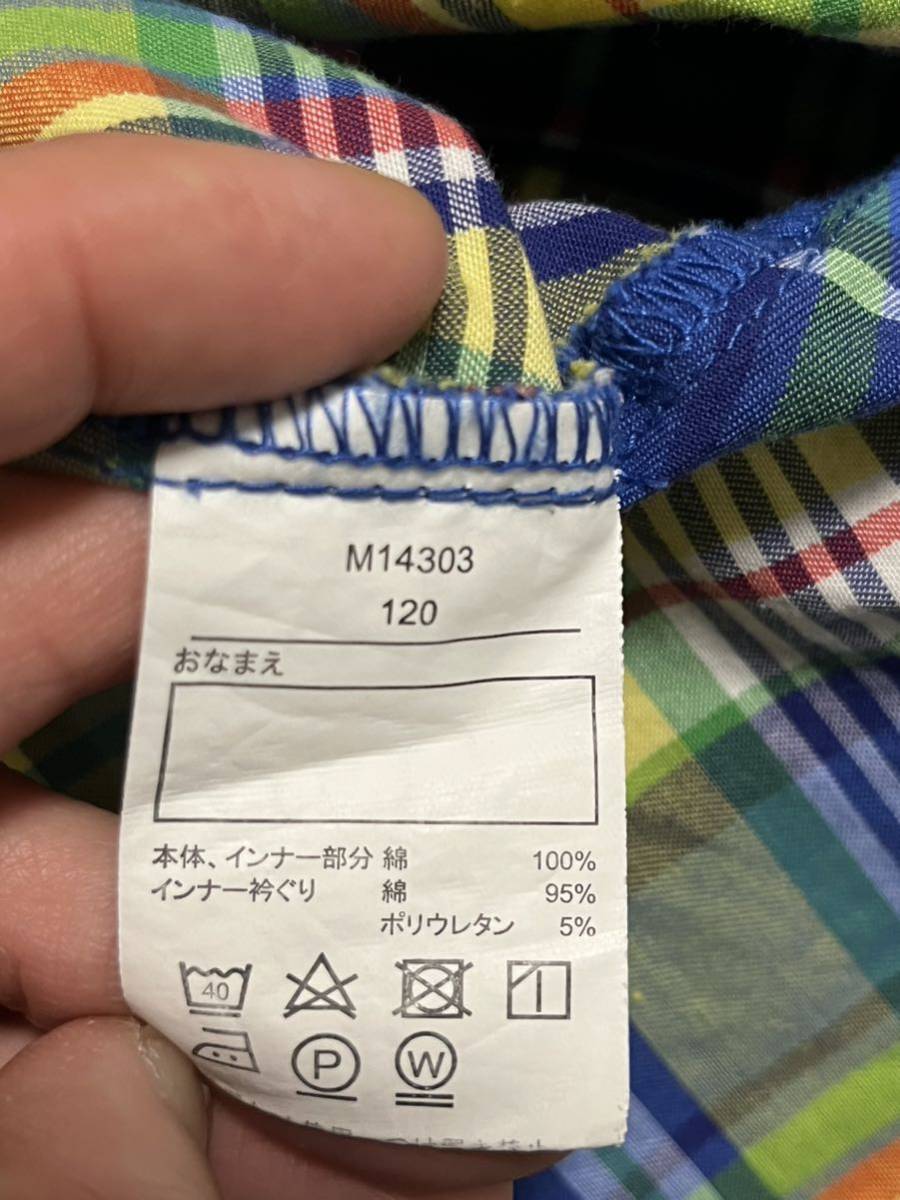 M14303
120
おなまえ
本体、インナー部分 綿 100%
インナー衿ぐり 綿 95%
ポリウレタン 5%
40
P W